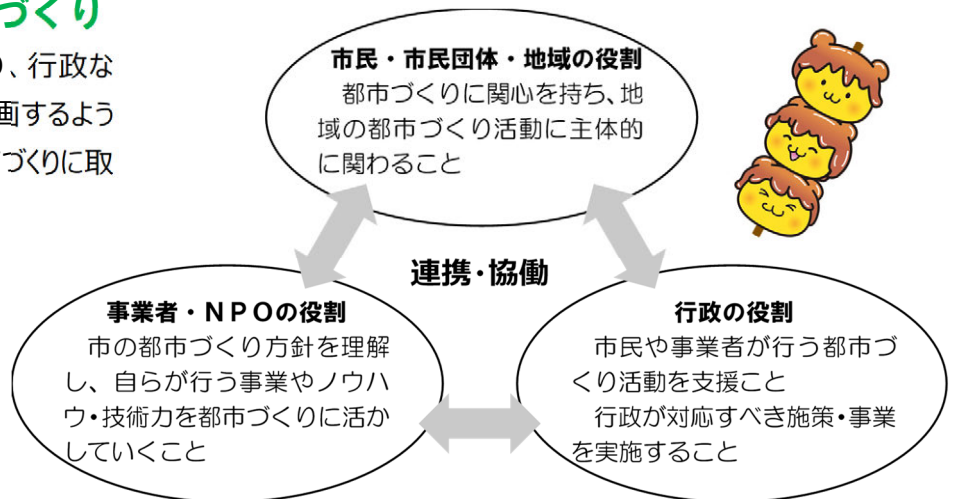 づくり
、行政な
画するよう
づくりに取
市民・市民団体・地域の役割
都市づくりに関心を持ち、地
域の都市づくり活動に主体的
に関わること
連携・協働
事業者・ＮＰＯの役割
市の都市づくり方針を理解
し、自らが行う事業やノウハ
ウ・技術力を都市づくりに活か
していくこと
行政の役割
市民や事業者が行う都市づ
くり活動を支援こと
行政が対応すべき施策・事業
を実施すること